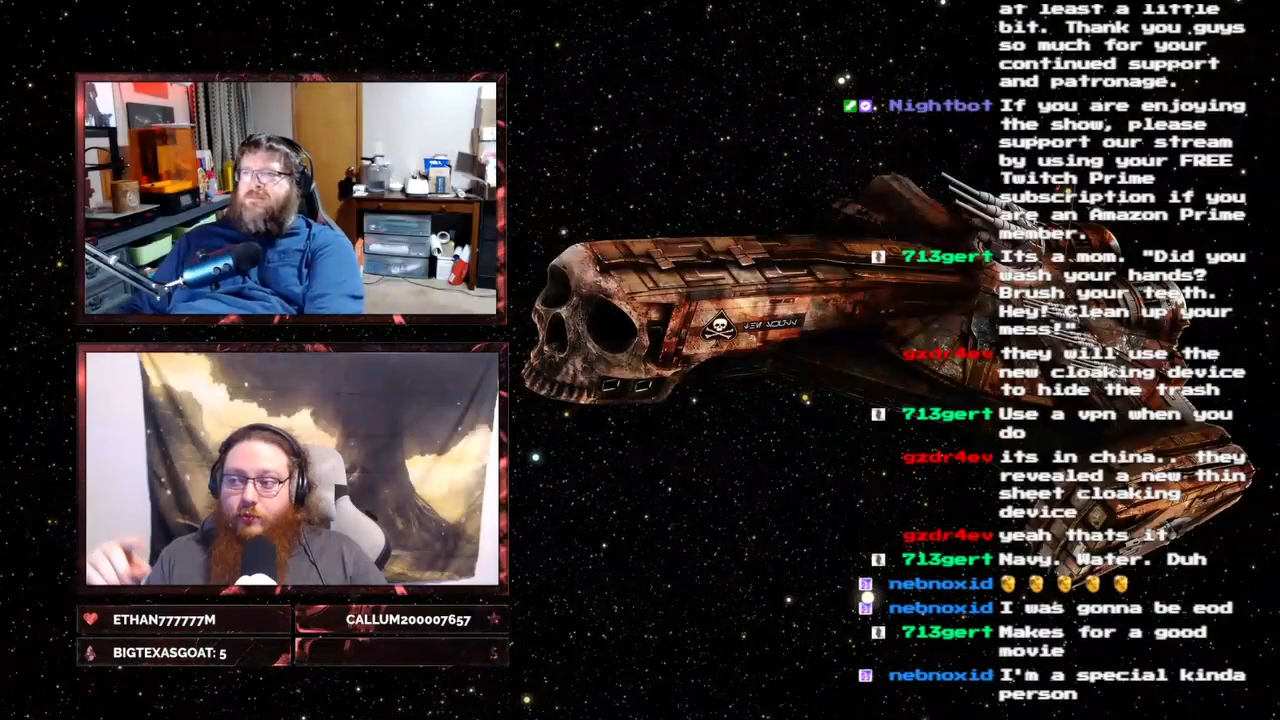 at least a little
bit. Thank you guys
so much for your
continued support
and patronage.
Nightbot If you are enjoying
the show, please
support our stream
by using your FREE
Twitch Prime
subscription if you
are an Amazon Prime
member.
713gert Its a mom. "Did you
wash your hands?
Brush your teeth.
Hey! Clean up your
mess!"
gzdr4ev they will use the
new cloaking device
to hide the trash
713gert Use a vpn when you
do
gzdr4ev its in china.. they
revealed a new thin
sheet cloaking
device
gzdr4ev yeah thats it.
713gert Navy. Water. Duh
nebnoxid
nebnoxid I was gonna be eod
713gert Makes for a good
movie
nebnoxid I'm a special kinda
person
ETHAN777777M
CALLUM200007657
BIGTEXASGOAT: 5